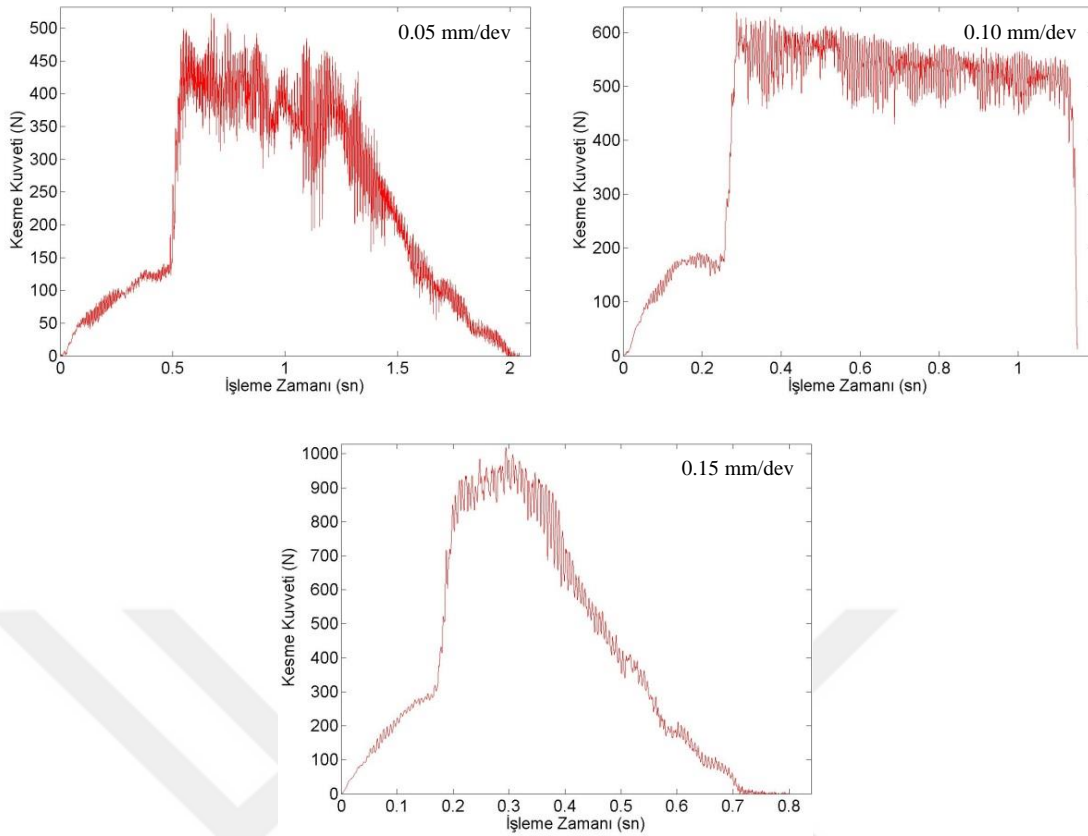 0.05 mm/dev
500
450
400
350
300
250
200
150
100
50
0
Kesme Kuvveti (N)
0 0.5 1 1.5 2
İşleme Zamanı (sn)
0.10 mm/dev
600
500
400
300
200
100
0
Kesme Kuvveti (N)
0 0.2 0.4 0.6 0.8 1
İşleme Zamanı (sn)
0.15 mm/dev
1000
900
800
700
600
500
400
300
200
100
0
Kesme Kuvveti (N)
0 0.1 0.2 0.3 0.4 0.5 0.6 0.7 0.8
İşleme Zamanı (sn)